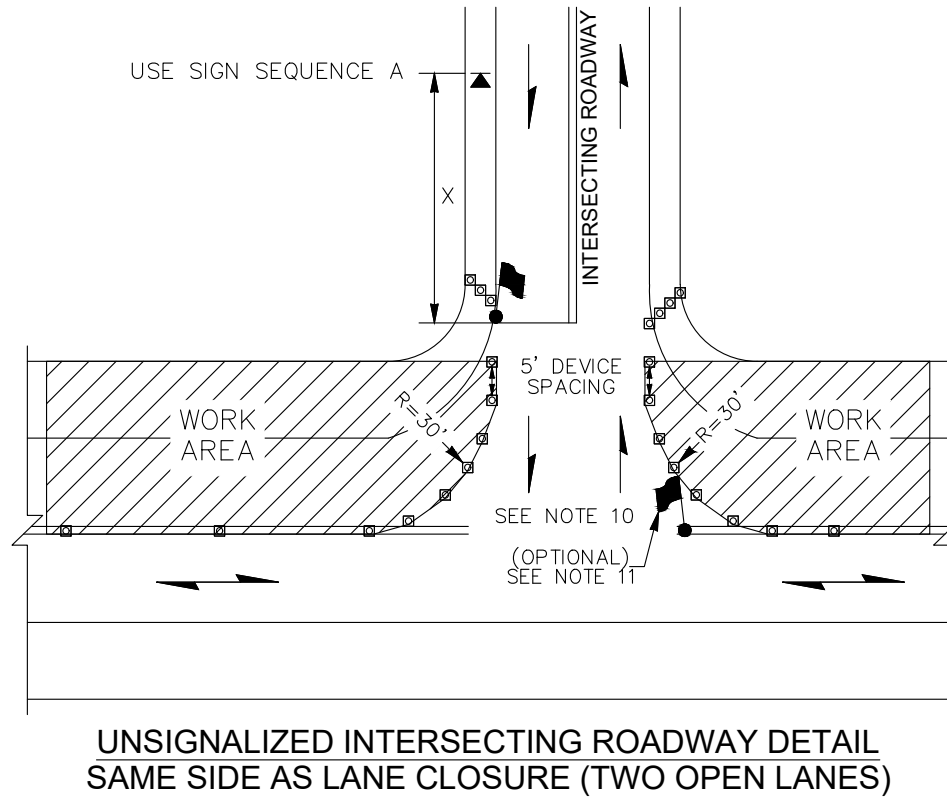 USE SIGN SEQUENCE A
INTERSECTING ROADWAY
X
5' DEVICE
SPACING
WORK
AREA
R=30'
R=30'
WORK
AREA
SEE NOTE 10
(OPTIONAL)
SEE NOTE 11
UNSIGNALIZED INTERSECTING ROADWAY DETAIL
SAME SIDE AS LANE CLOSURE (TWO OPEN LANES)